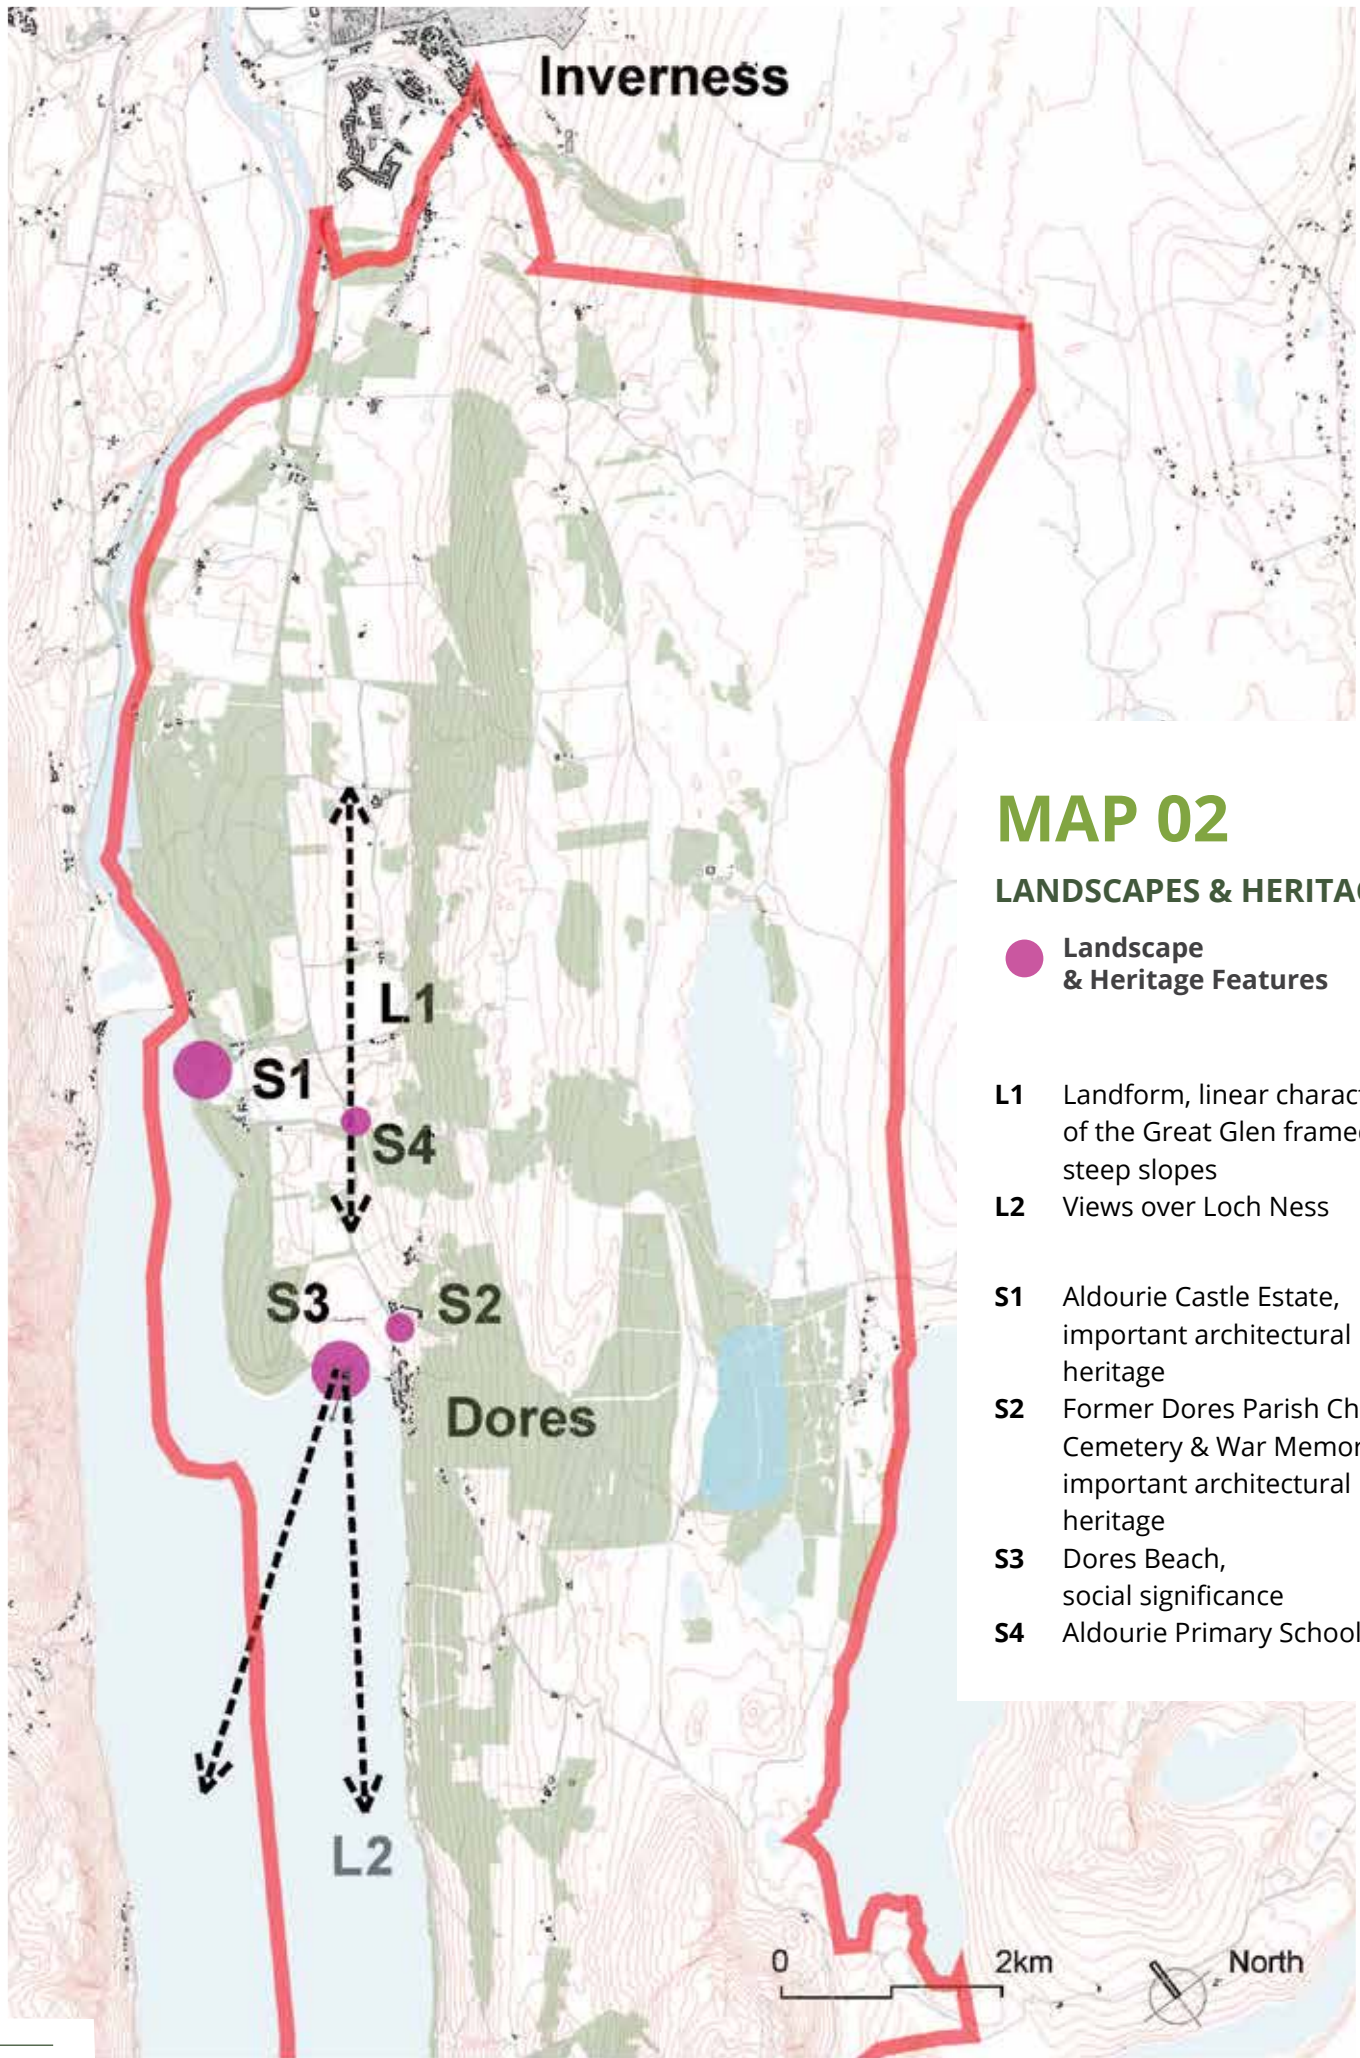 Inverness
MAP 02
LANDSCAPES & HERITAG
Landscape
& Heritage Features
L1
S1
S4
L1 Landform, linear charact
of the Great Glen framed
steep slopes
L2 Views over Loch Ness
S3
S2
Dores
S1 Aldourie Castle Estate,
important architectural
heritage
S2 Former Dores Parish Ch
Cemetery & War Memor
important architectural
heritage
S3 Dores Beach,
social significance
S4 Aldourie Primary School
L2
0 2km North